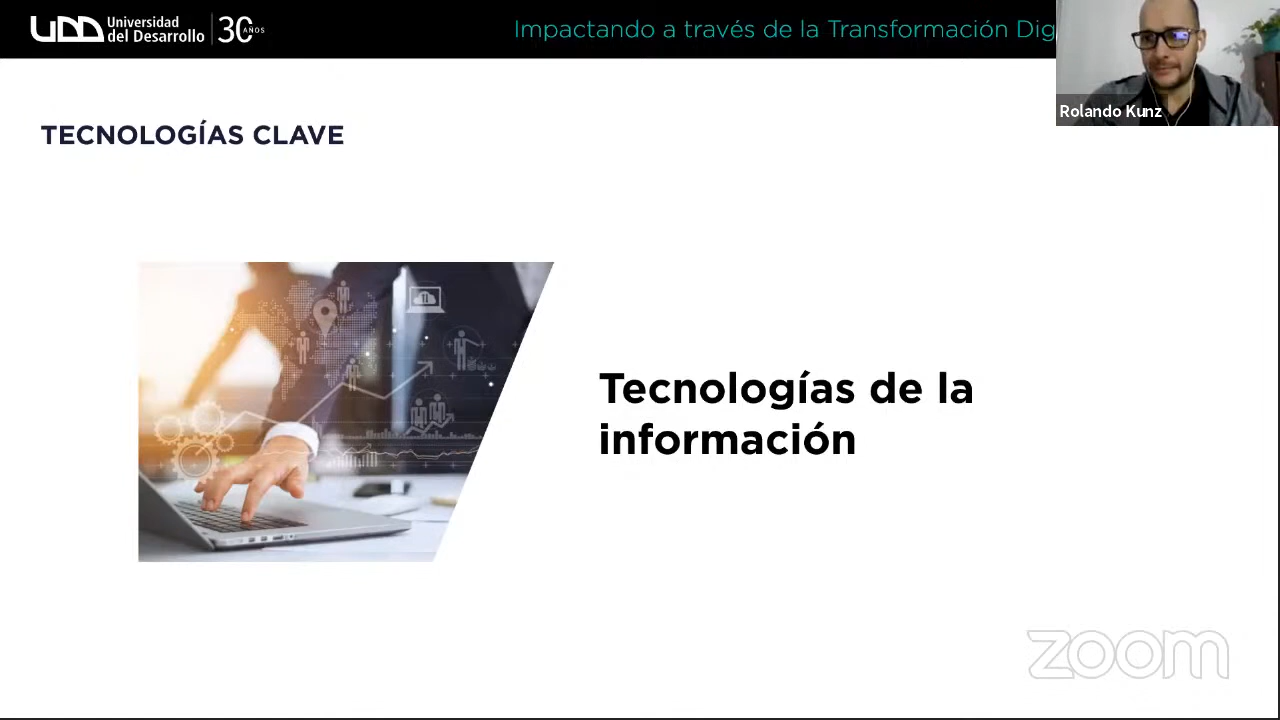 UDD Universidad
del Desarrollo
30 AÑOS
Impactando a través de la Transformación Dig
Rolando Kunz
TECNOLOGÍAS CLAVE
Tecnologías de la
información
zoom